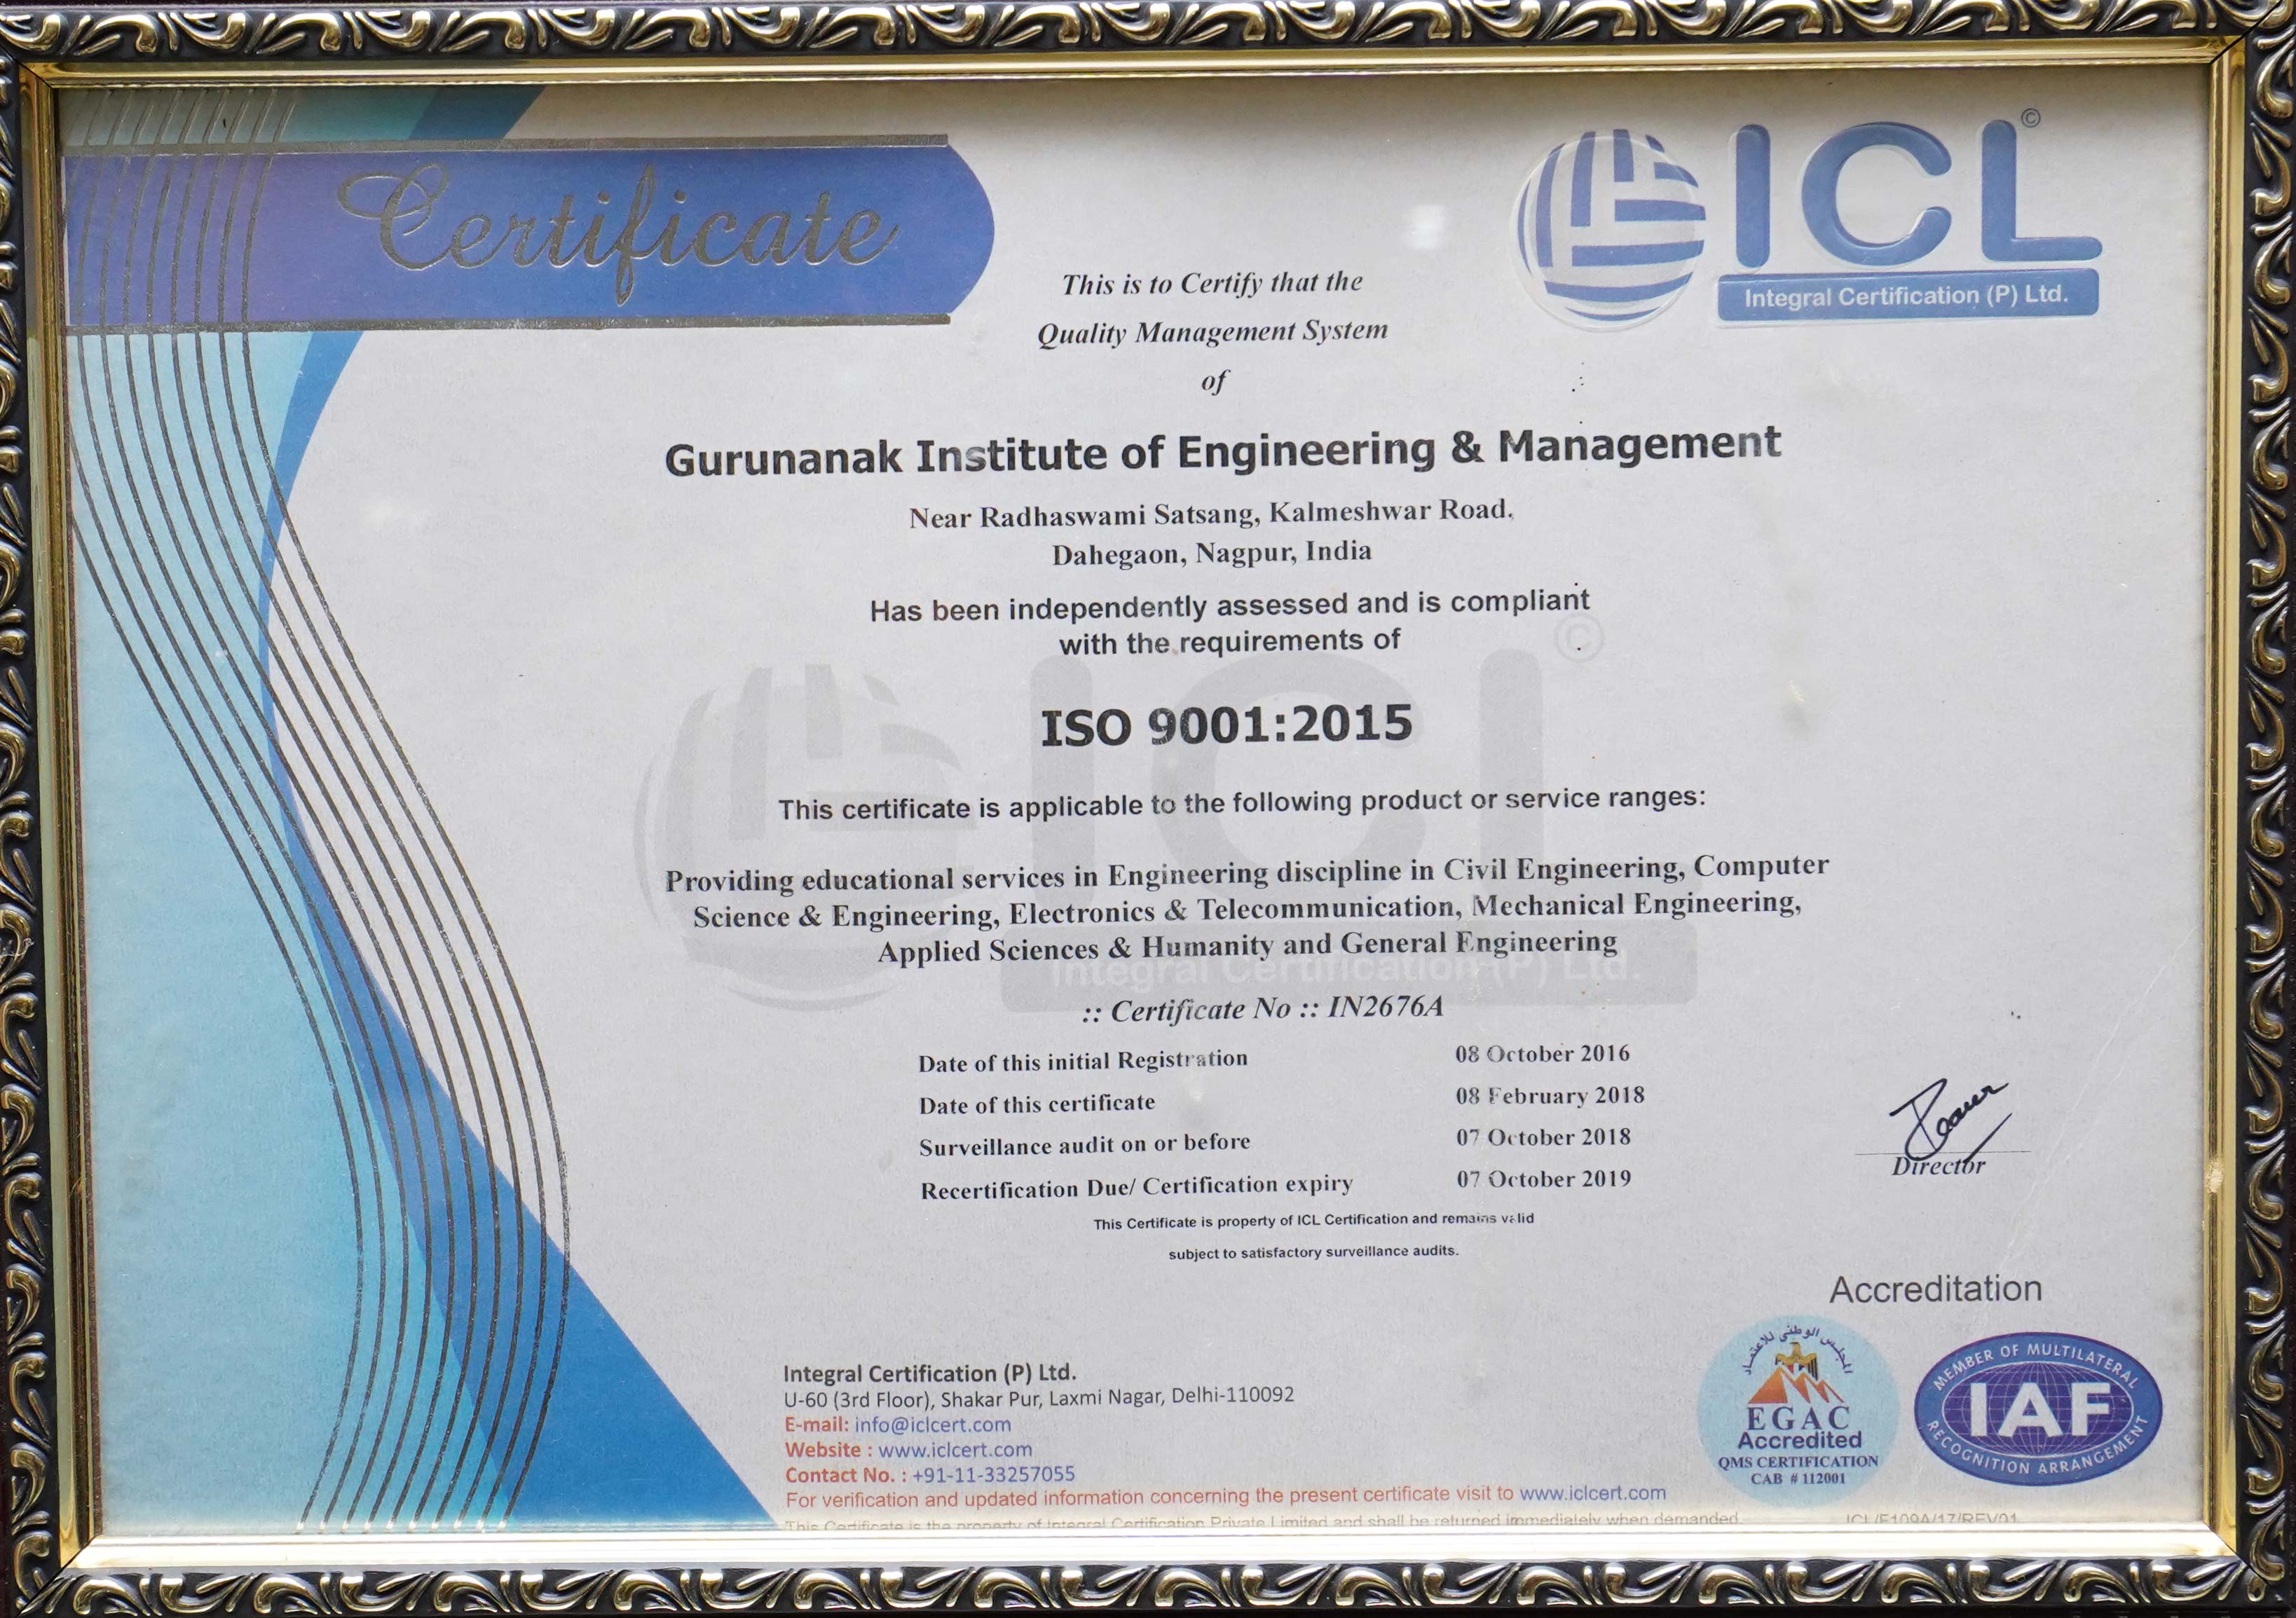 Certificate
©
ICL
Integral Certification (P) Ltd.
This is to Certify that the
Quality Management System
of
Gurunanak Institute of Engineering & Management
Near Radhaswami Satsang, Kalmeshwar Road,
Dahegaon, Nagpur, India
Has been independently assessed and is compliant
with the requirements of
©
ICL
ISO 9001:2015
This certificate is applicable to the following product or service ranges:
Providing educational services in Engineering discipline in Civil Engineering, Computer
Science & Engineering, Electronics & Telecommunication, Mechanical Engineering,
Applied Sciences & Humanity and General Engineering
Integral Certification (P) Ltd.
:: Certificate No :: IN2676A
Date of this initial Registration 08 October 2016
Date of this certificate 08 February 2018
Surveillance audit on or before 07 October 2018
Recertification Due/ Certification expiry 07 October 2019
Director
This Certificate is property of ICL Certification and remains valid
subject to satisfactory surveillance audits.
Accreditation
المجلس الوطنى للاعتماد
EGAC
Accredited
QMS CERTIFICATION
CAB # 112001
MEMBER OF MULTILATERAL
IAF
RECOGNITION ARRANGEMENT
Integral Certification (P) Ltd.
U-60 (3rd Floor), Shakar Pur, Laxmi Nagar, Delhi-110092
E-mail: info@iclcert.com
Website : www.iclcert.com
Contact No. : +91-11-33257055
For verification and updated information concerning the present certificate visit to www.iclcert.com
This Certificate is the property of Integral Certification Private Limited and shall be returned immediately when demanded.
ICL/F109A/17/REV01